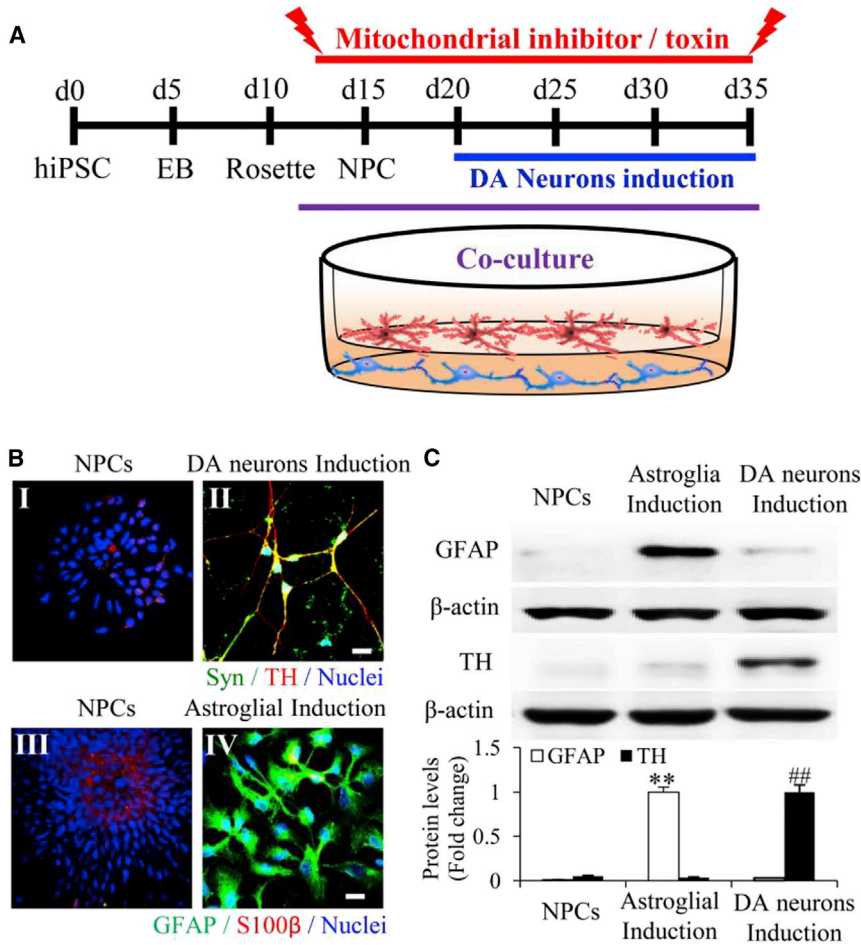 A
Mitochondrial inhibitor / toxin
d0 d5 d10 d15 d20 d25 d30 d35
hiPSC EB Rosette NPC
DA Neurons induction
Co-culture
B
NPCs DA neurons Induction
I II
Syn / TH / Nuclei
NPCs Astroglial Induction
III IV
GFAP / S100β / Nuclei
C
NPCs
Astroglia
Induction
DA neurons
Induction
GFAP
β-actin
TH
β-actin
Protein levels
(Fold change)
1.5
1
0.5
0
GFAP TH
**
##
NPCs
Astroglial
Induction
DA neurons
Induction